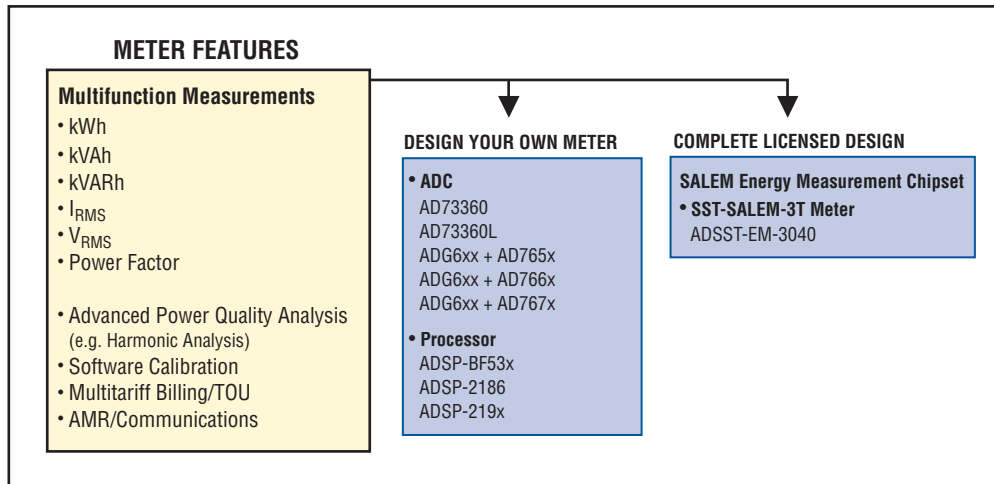 METER FEATURES
Multifunction Measurements
• kWh
• kVAh
• kVARh
• IRMS
• VRMS
• Power Factor
• Advanced Power Quality Analysis
(e.g. Harmonic Analysis)
• Software Calibration
• Multitariff Billing/TOU
• AMR/Communications
DESIGN YOUR OWN METER
• ADC
AD73360
AD73360L
ADG6xx + AD765x
ADG6xx + AD766x
ADG6xx + AD767x
• Processor
ADSP-BF53x
ADSP-2186
ADSP-219x
COMPLETE LICENSED DESIGN
SALEM Energy Measurement Chipset
• SST-SALEM-3T Meter
ADSST-EM-3040